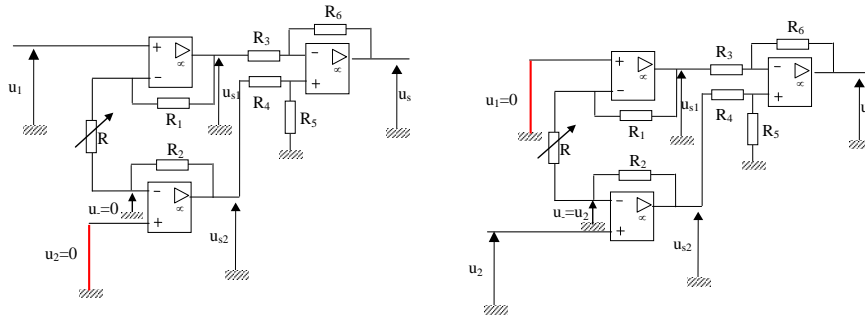 R6
R3
+
∞
−
R1
u1
us1
R4
−
+
∞
R5
us
R
R2
−
+
∞
u-=0
u2=0
us2
R6
R3
+
∞
−
R1
u1=0
us1
R4
−
+
∞
R5
u
R
R2
−
+
∞
u-=u2
u2
us2